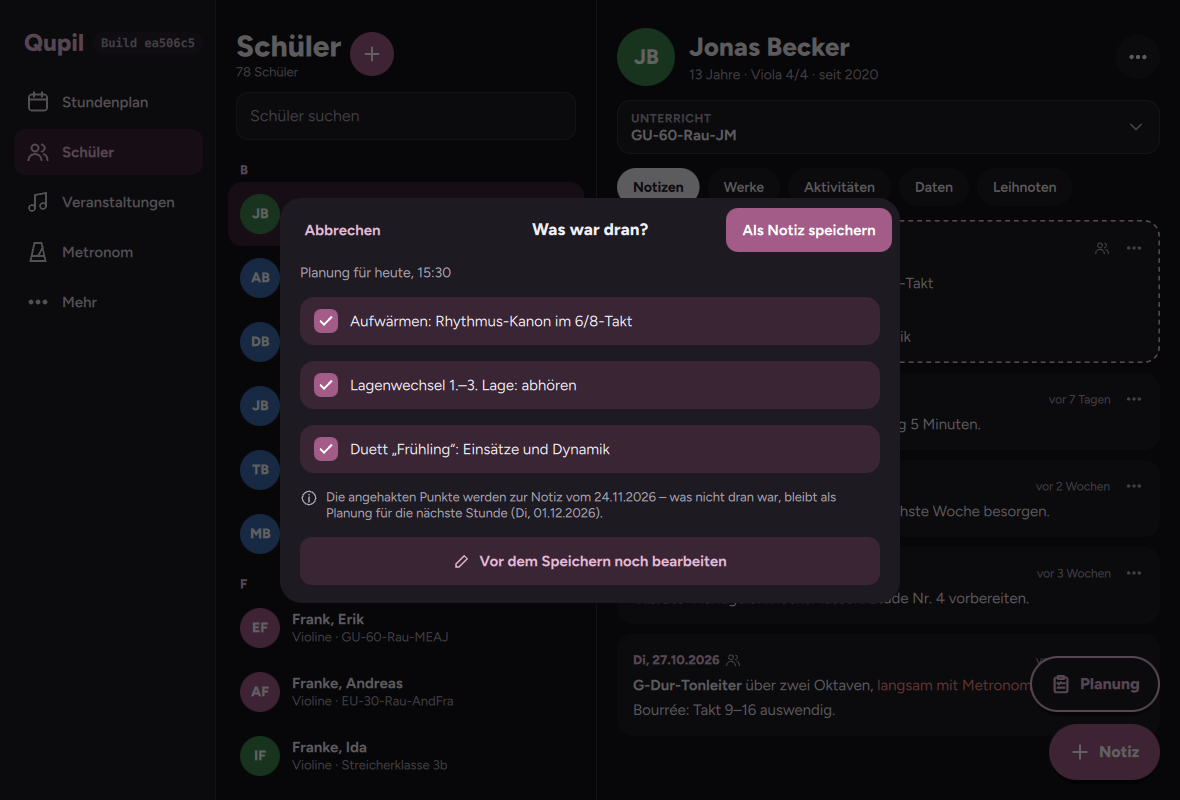 Qupil
Build ea506c5
Stundenplan
Schüler
Veranstaltungen
Metronom
Mehr
Schüler
78 Schüler
Schüler suchen
B
JB
AB
DB
JB
TB
MB
F
EF
Frank, Erik
Violine · GU-60-Rau-MEAJ
AF
Franke, Andreas
Violine · EU-30-Rau-AndFra
IF
Franke, Ida
Violine · Streicherklasse 3b
JB
Jonas Becker
13 Jahre · Viola 4/4 · seit 2020
UNTERRICHT
GU-60-Rau-JM
Notizen
Werke
Aktivitäten
Daten
Leihnoten
-Takt
ik
vor 7 Tagen
g 5 Minuten.
vor 2 Wochen
hste Woche besorgen.
vor 3 Wochen
Nr. 4 vorbereiten.
Di, 27.10.2026
G-Dur-Tonleiter über zwei Oktaven, langsam mit Metronom
Bourrée: Takt 9–16 auswendig.
Planung
Notiz
Abbrechen
Was war dran?
Als Notiz speichern
Planung für heute, 15:30
Aufwärmen: Rhythmus-Kanon im 6/8-Takt
Lagenwechsel 1.–3. Lage: abhören
Duett „Frühling“: Einsätze und Dynamik
Die angehakten Punkte werden zur Notiz vom 24.11.2026 – was nicht dran war, bleibt als
Planung für die nächste Stunde (Di, 01.12.2026).
Vor dem Speichern noch bearbeiten